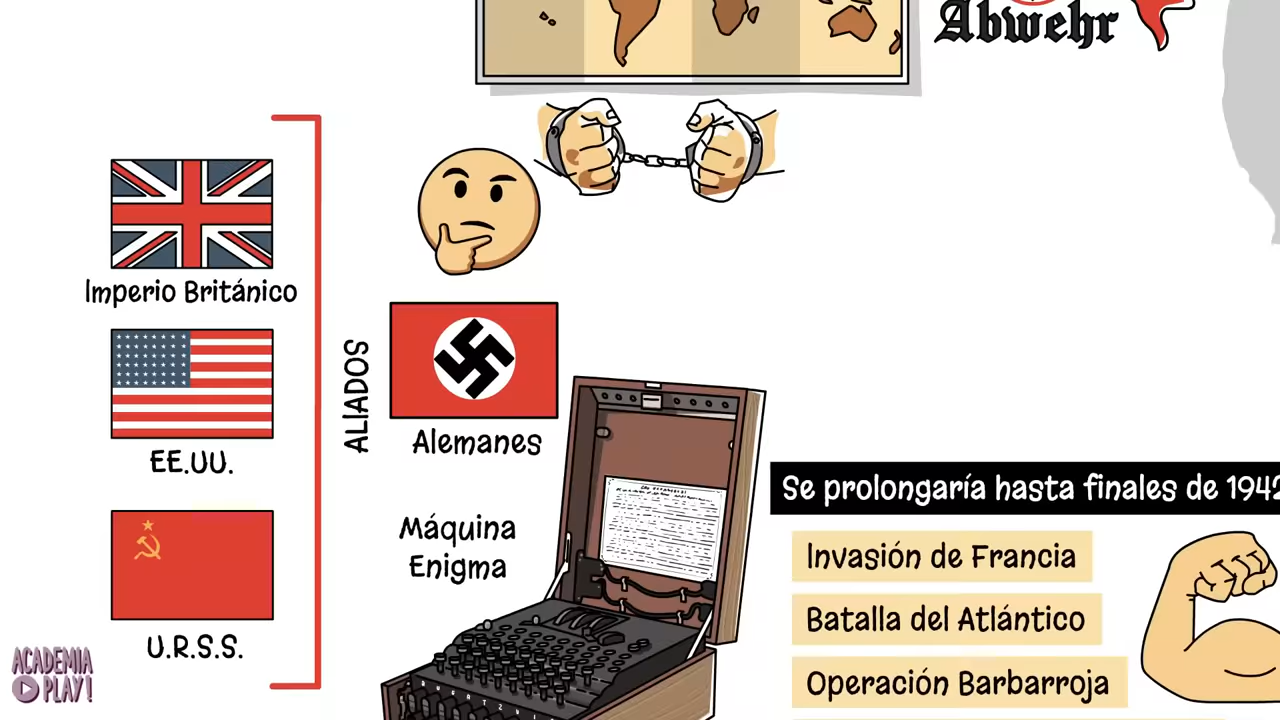 Abwehr
Imperio Británico
EE.UU.
U.R.S.S.
ALIADOS
Alemanes
Máquina
Enigma
Se prolongaría hasta finales de 1942
Invasión de Francia
Batalla del Atlántico
Operación Barbarroja
ACADEMIA
PLAY!